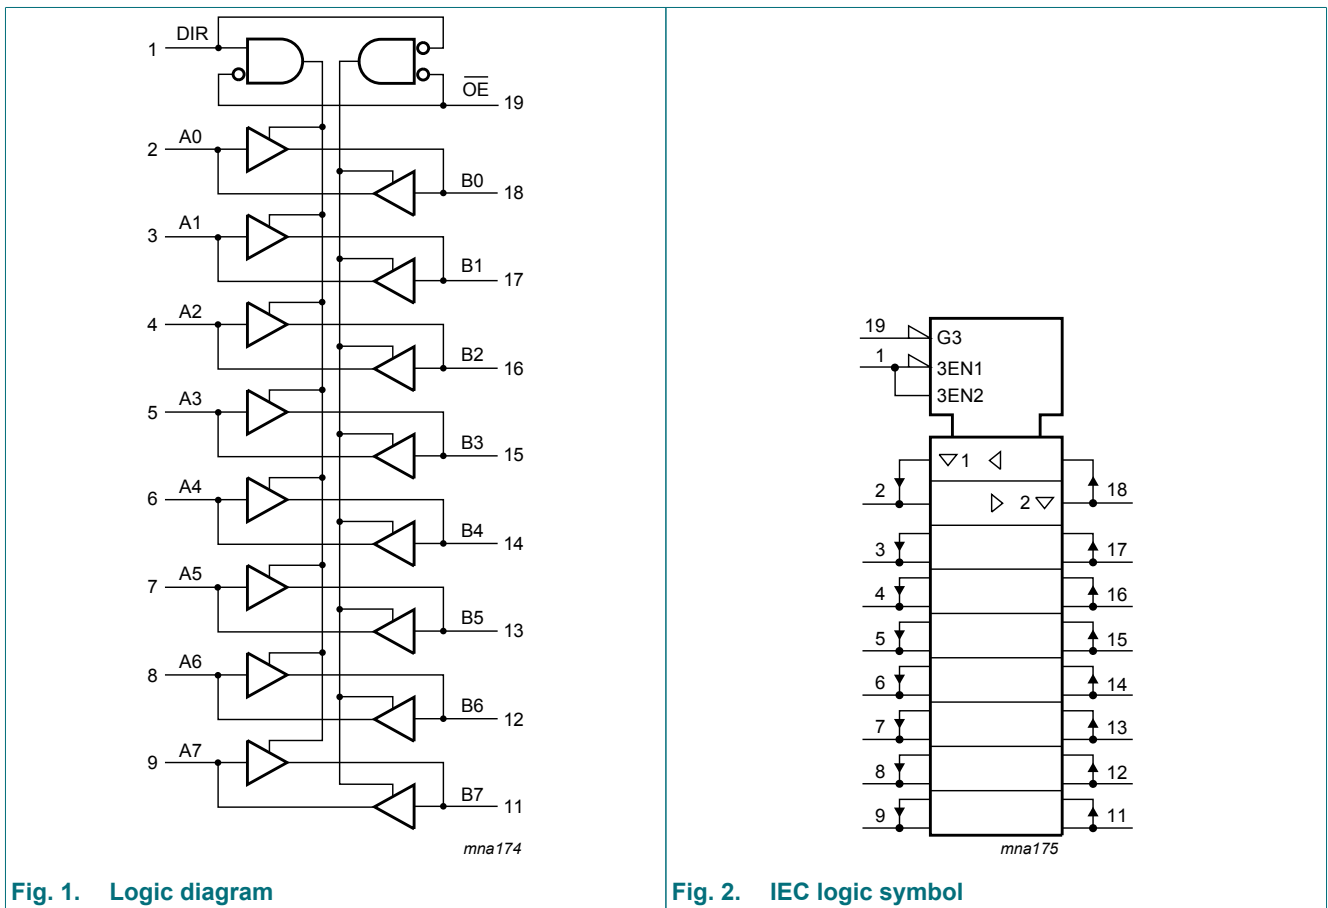 DIR
1
OE
19
A0
2
B0
18
A1
3
B1
17
A2
4
B2
16
A3
5
B3
15
A4
6
B4
14
A5
7
B5
13
A6
8
B6
12
A7
9
B7
11
mna174
Fig. 1. Logic diagram
19
G3
1
3EN1
3EN2
1
2
18
2
3
17
4
16
5
15
6
14
7
13
8
12
9
11
mna175
Fig. 2. IEC logic symbol